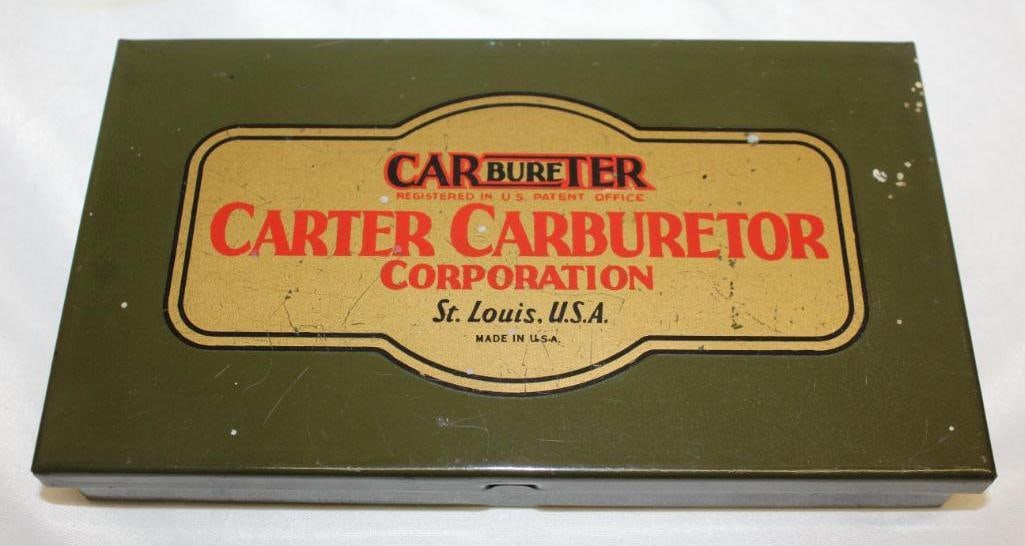 CARBURETER
REGISTERED IN U.S. PATENT OFFICE
CARTER CARBURETOR
CORPORATION
St. Louis, U.S.A.
MADE IN U.S.A.